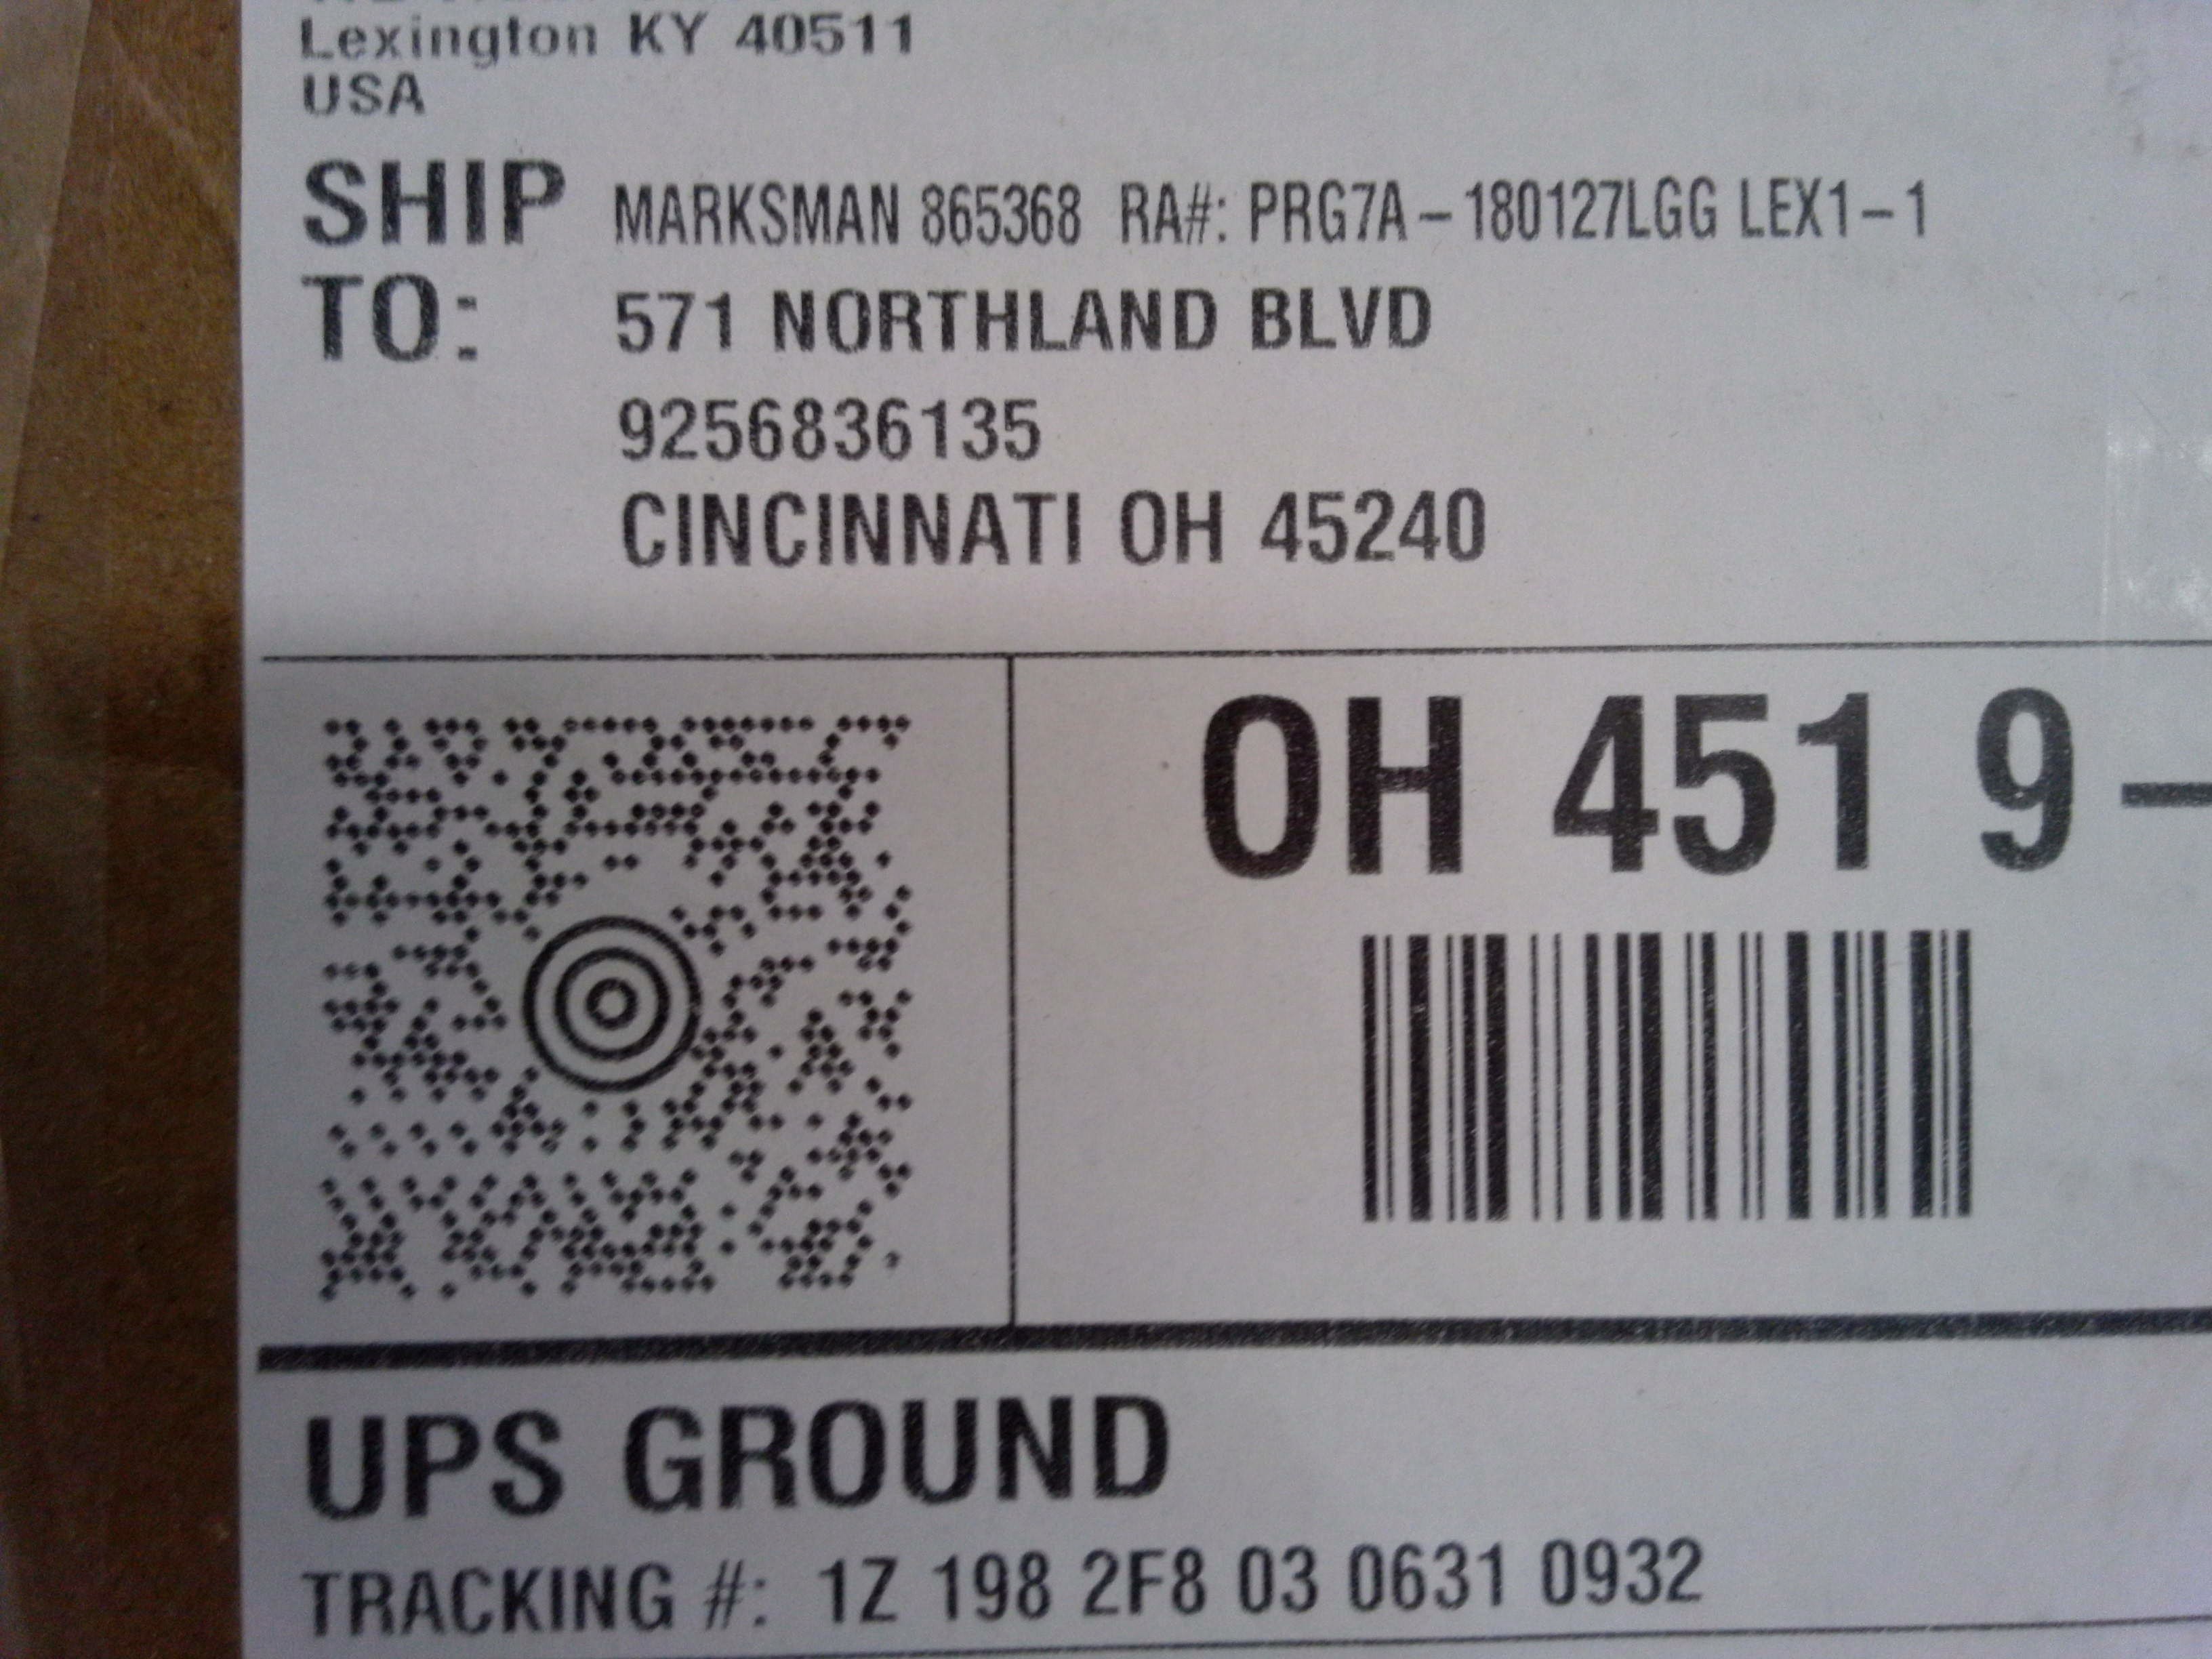 Lexington KY 40511
USA
SHIP TO: MARKSMAN 865368 RA#: PRG7A-180127LGG LEX1-1
571 NORTHLAND BLVD
9256836135
CINCINNATI OH 45240
OH 451 9-
UPS GROUND
TRACKING #: 1Z 198 2F8 03 0631 0932